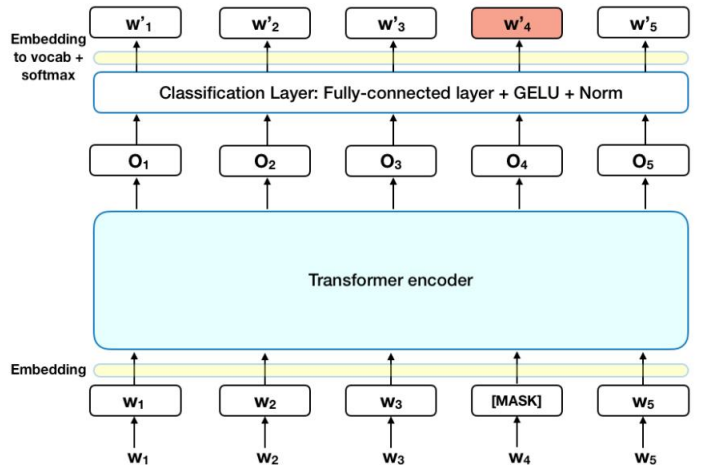 w'1 w'2 w'3 w'4 w'5
Embedding
to vocab +
softmax
Classification Layer: Fully-connected layer + GELU + Norm
O1 O2 O3 O4 O5
Transformer encoder
Embedding
W1 W2 W3 [MASK] W5
W1 W2 W3 W4 W5